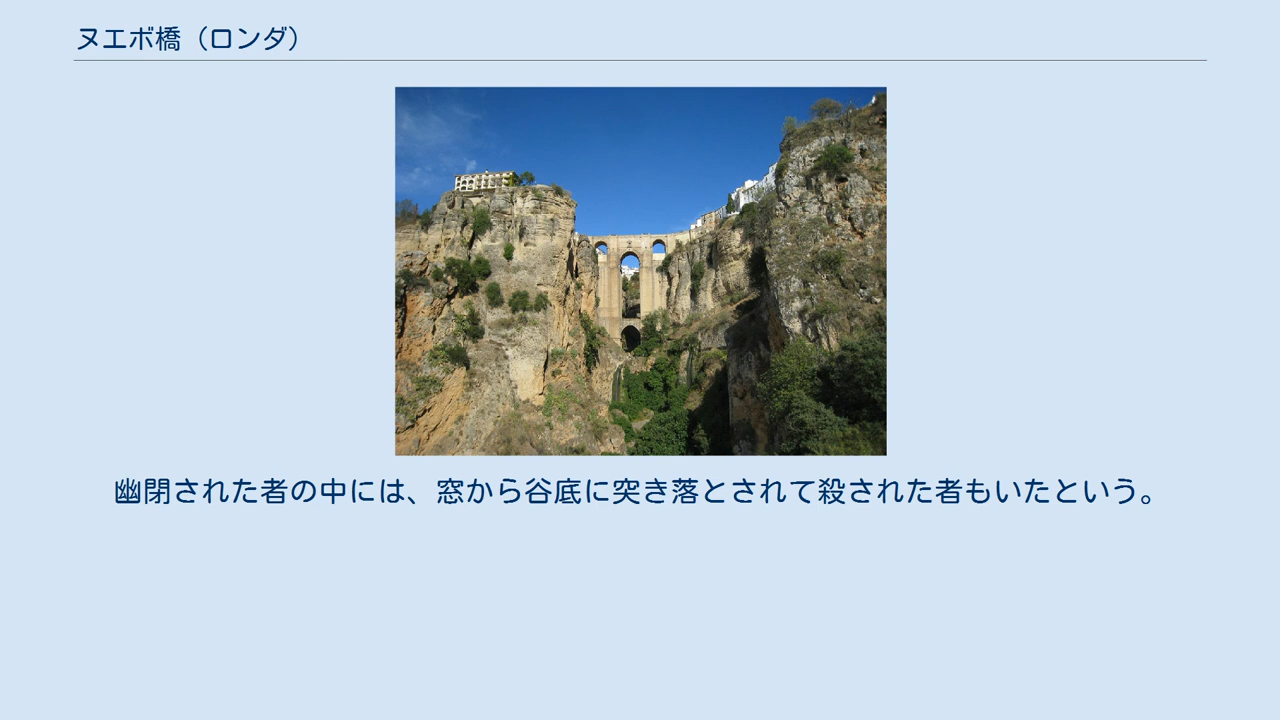 ヌエボ橋（ロンダ）
幽閉された者の中には、窓から谷底に突き落とされて殺された者もいたという。